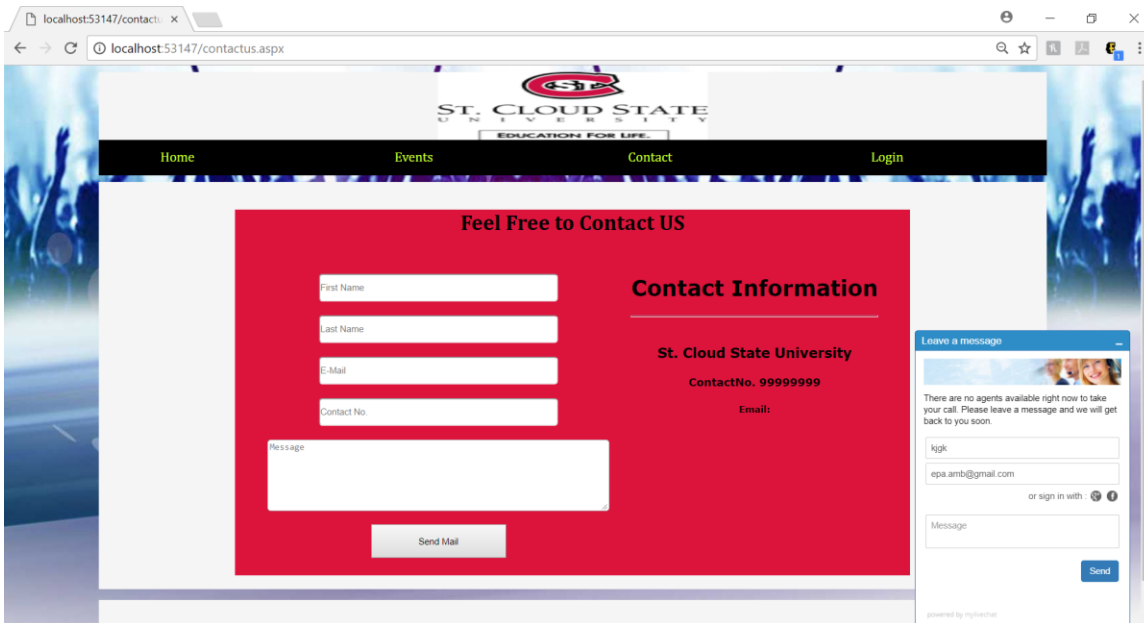 localhost:53147/contactu
localhost:53147/contactus.aspx
ST. CLOUD STATE
UNIVERSITY
EDUCATION FOR LIFE.
Home Events Contact Login
Feel Free to Contact US
First Name
Last Name
E-Mail
Contact No.
Message
Send Mail
Contact Information
St. Cloud State University
ContactNo. 99999999
Email:
Leave a message
There are no agents available right now to take
your call. Please leave a message and we will get
back to you soon.
kjgk
epa.amb@gmail.com
or sign in with :
Message
Send
powered by mylivechat